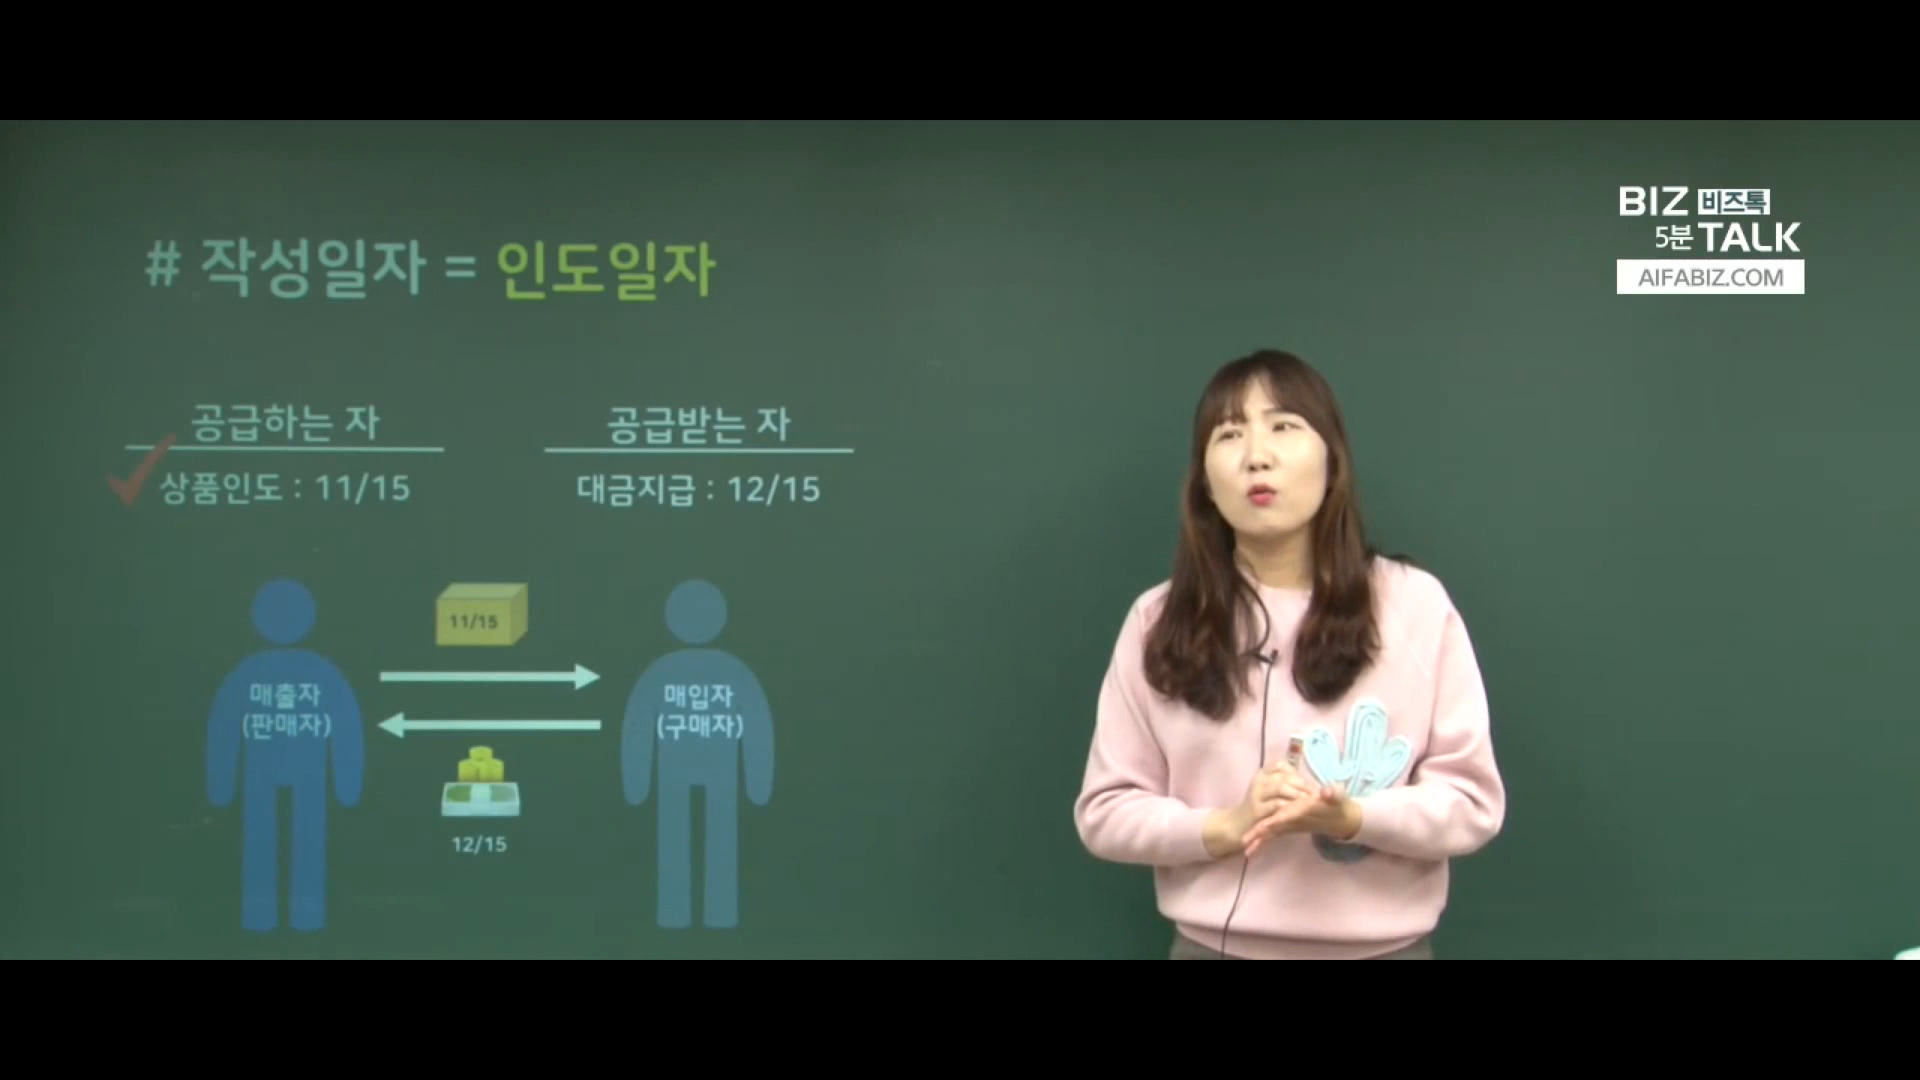 BIZ 비즈톡
5분 TALK
AIFABIZ.COM
# 작성일자 = 인도일자
공급하는 자
상품인도 : 11/15
공급받는 자
대금지급 : 12/15
11/15
매출자
(판매자)
매입자
(구매자)
12/15